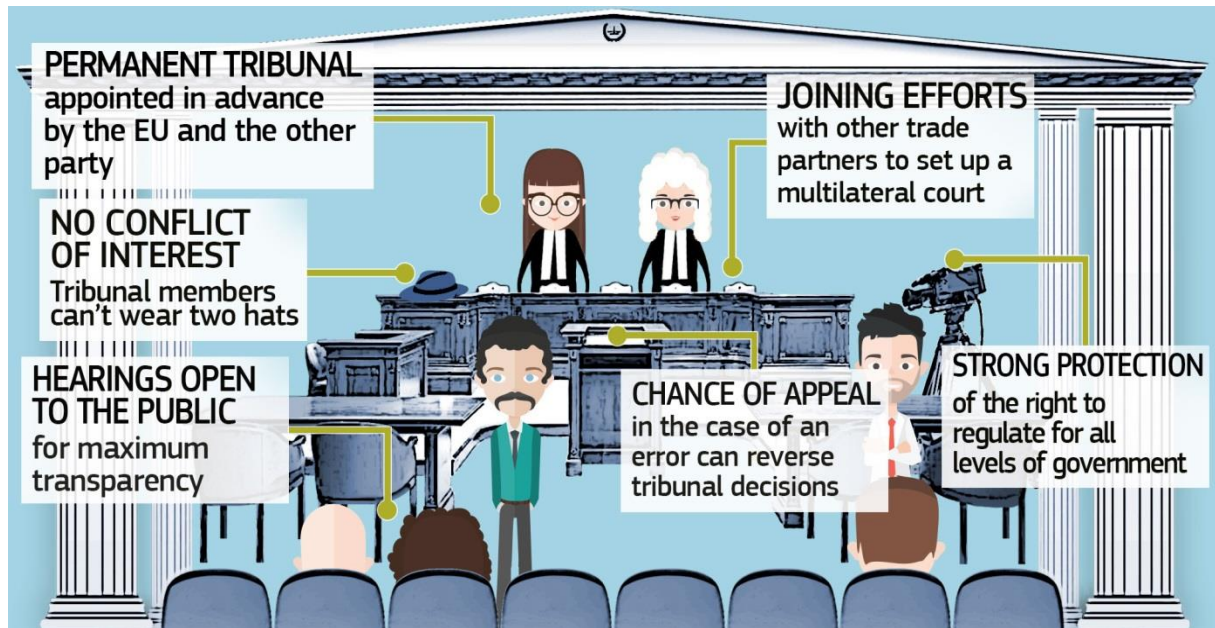 PERMANENT TRIBUNAL
appointed in advance
by the EU and the other
party
NO CONFLICT
OF INTEREST
Tribunal members
can't wear two hats
HEARINGS OPEN
TO THE PUBLIC
for maximum
transparency
JOINING EFFORTS
with other trade
partners to set up a
multilateral court
CHANCE OF APPEAL
in the case of an
error can reverse
tribunal decisions
STRONG PROTECTION
of the right to
regulate for all
levels of government